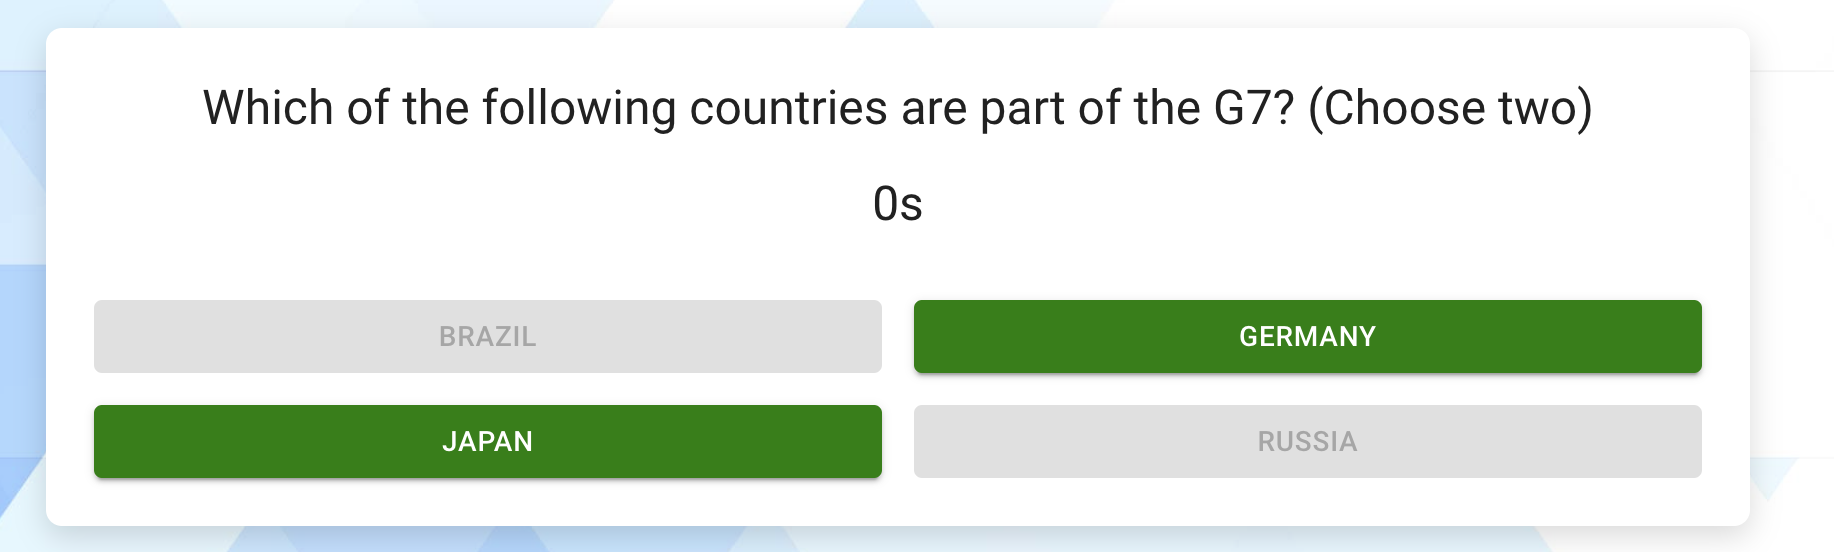 Which of the following countries are part of the G7? (Choose two)
0s
BRAZIL
GERMANY
JAPAN
RUSSIA